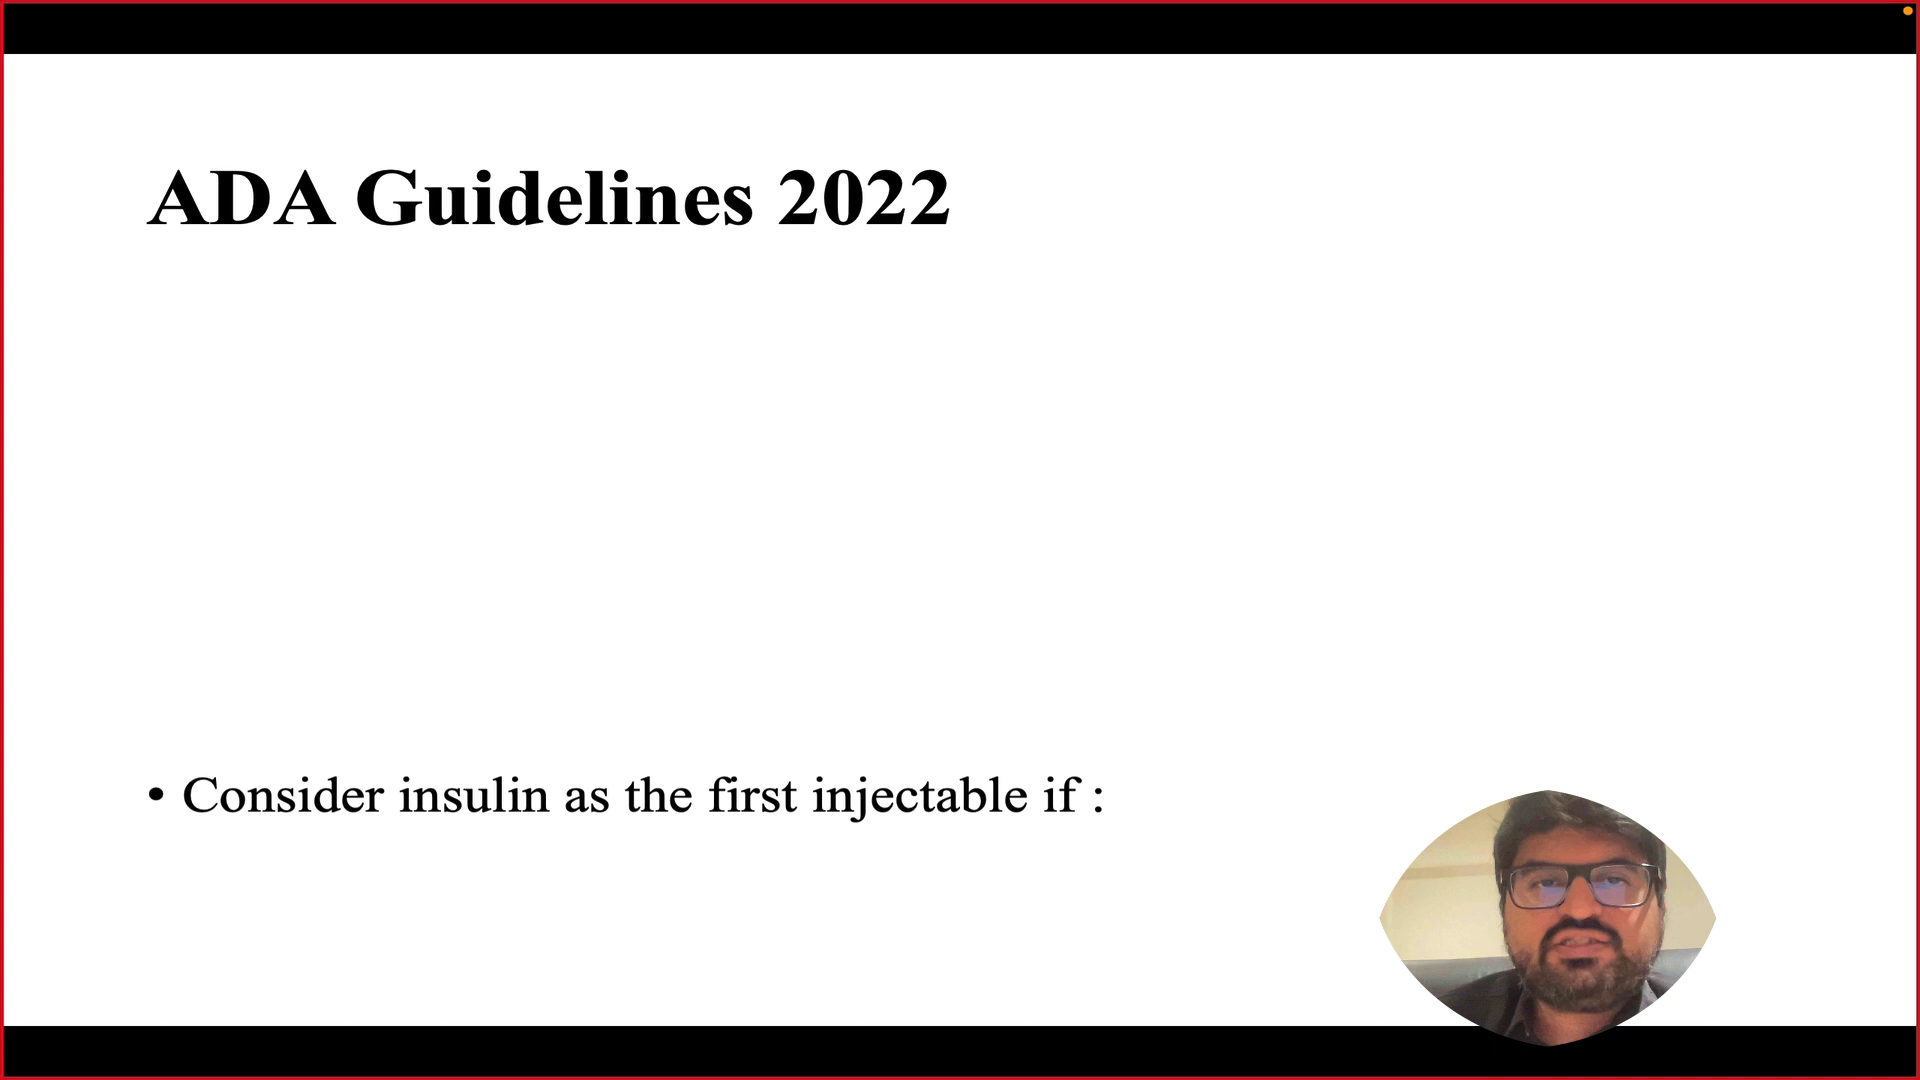 ADA Guidelines 2022
• Consider insulin as the first injectable if :